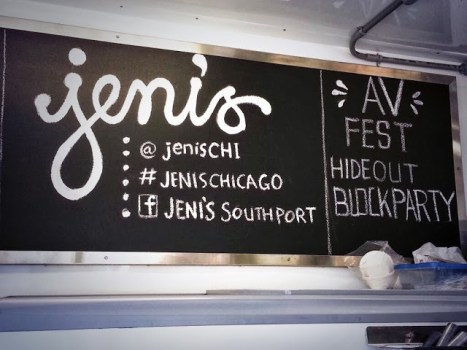 jeni's
@ jenisCHI
# JENISCHICAGO
f JENI'S SOUTHPORT
AV
FEST
HIDEOUT
BLOCKPARTY